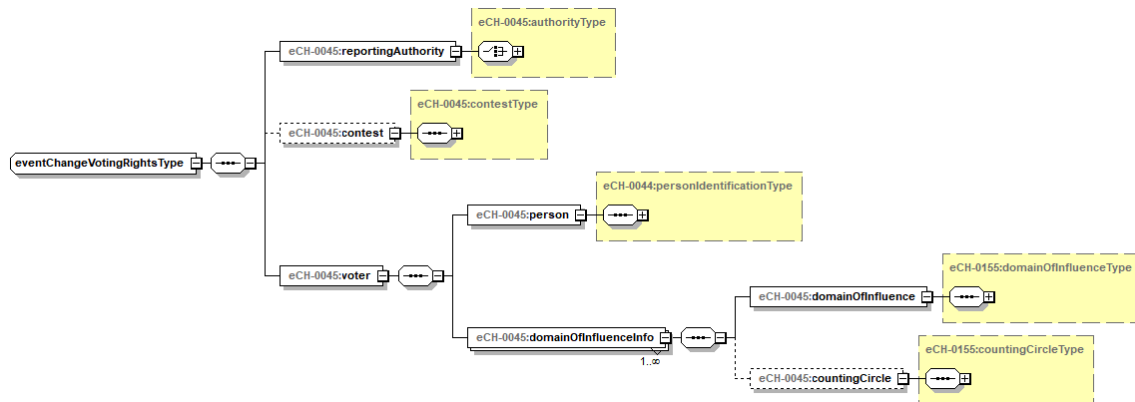 eCH-0045:authorityType
eCH-0045:reportingAuthority
eCH-0045:contestType
eCH-0045:contest
eventChangeVotingRightsType
eCH-0044:personIdentificationType
eCH-0045:person
eCH-0045:voter
eCH-0155:domainOfInfluenceType
eCH-0045:domainOfInfluence
eCH-0045:domainOfInfluenceInfo
1..∞
eCH-0155:countingCircleType
eCH-0045:countingCircle